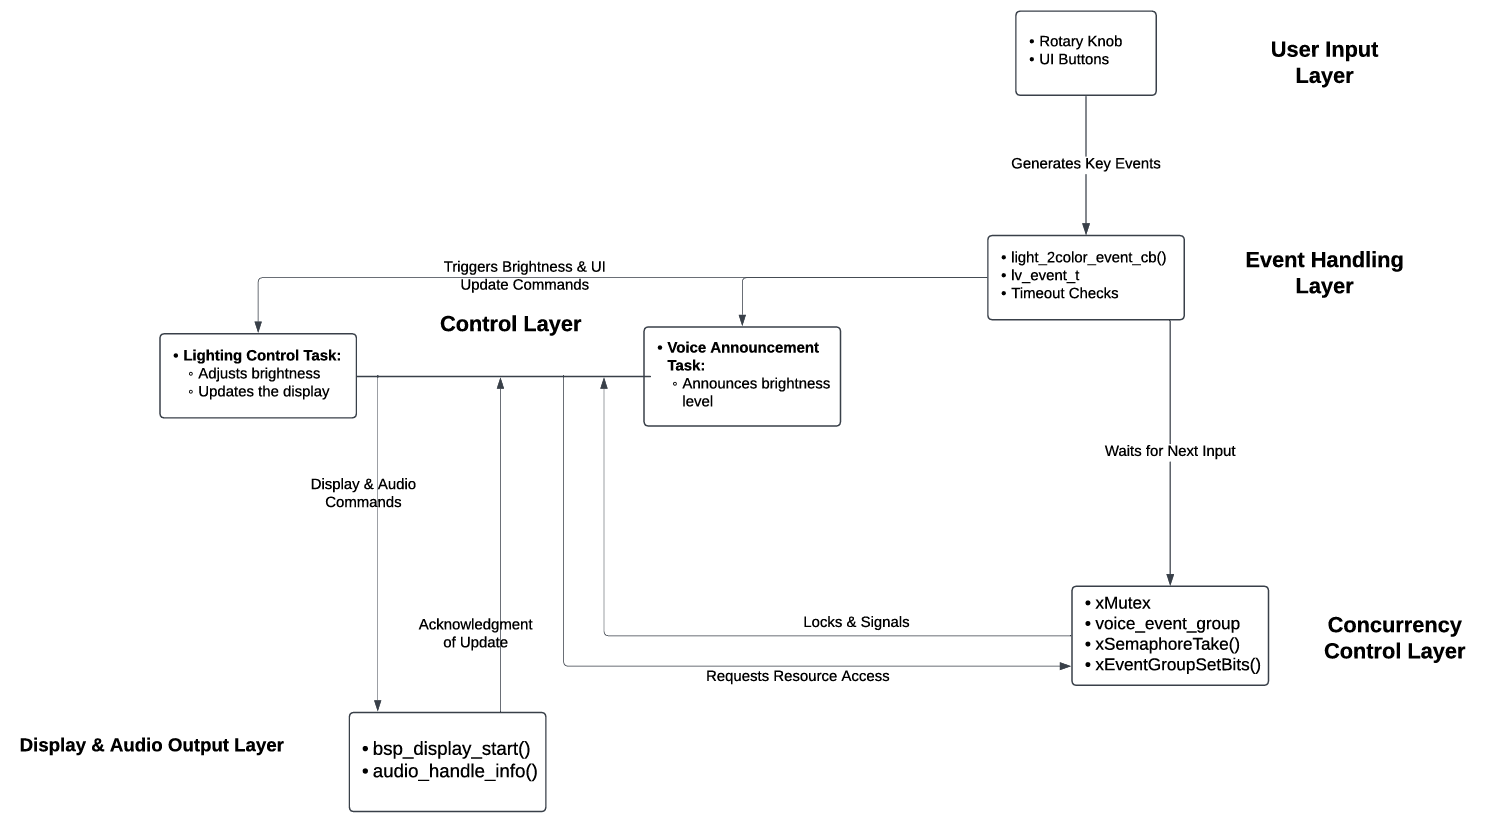 • Rotary Knob
• UI Buttons
User Input
Layer
Generates Key Events
• light_2color_event_cb()
• lv_event_t
• Timeout Checks
Event Handling
Layer
Triggers Brightness & UI
Update Commands
Control Layer
• Lighting Control Task:
◦ Adjusts brightness
◦ Updates the display
• Voice Announcement
Task:
◦ Announces brightness
level
Waits for Next Input
Display & Audio
Commands
Acknowledgment
of Update
Locks & Signals
Requests Resource Access
• xMutex
• voice_event_group
• xSemaphoreTake()
• xEventGroupSetBits()
Concurrency
Control Layer
Display & Audio Output Layer
• bsp_display_start()
• audio_handle_info()